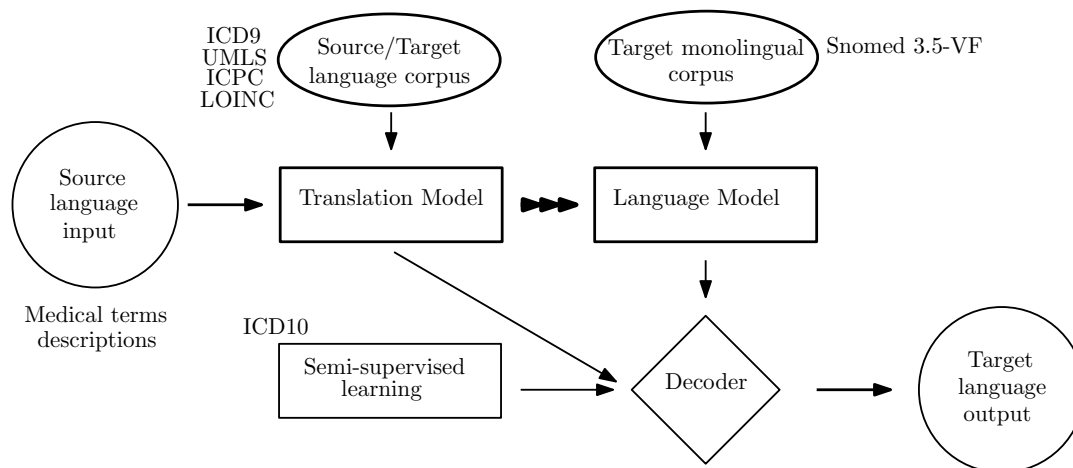 ICD9
UMLS
ICPC
LOINC
Source/Target
language corpus
Target monolingual
corpus
Snomed 3.5-VF
Source
language
input
Translation Model
Language Model
Medical terms
descriptions
ICD10
Semi-supervised
learning
Decoder
Target
language
output